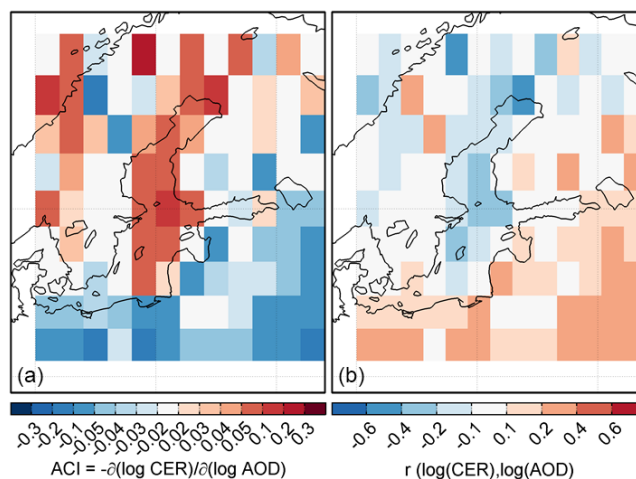 (a)
(b)
-0.3 -0.2 -0.1 -0.05 -0.04 -0.03 -0.02 0.02 0.03 0.04 0.05 0.1 0.2 0.3
-0.6 -0.4 -0.2 -0.1 0.1 0.2 0.4 0.6
ACI = -∂(log CER)/∂(log AOD)
r (log(CER),log(AOD)